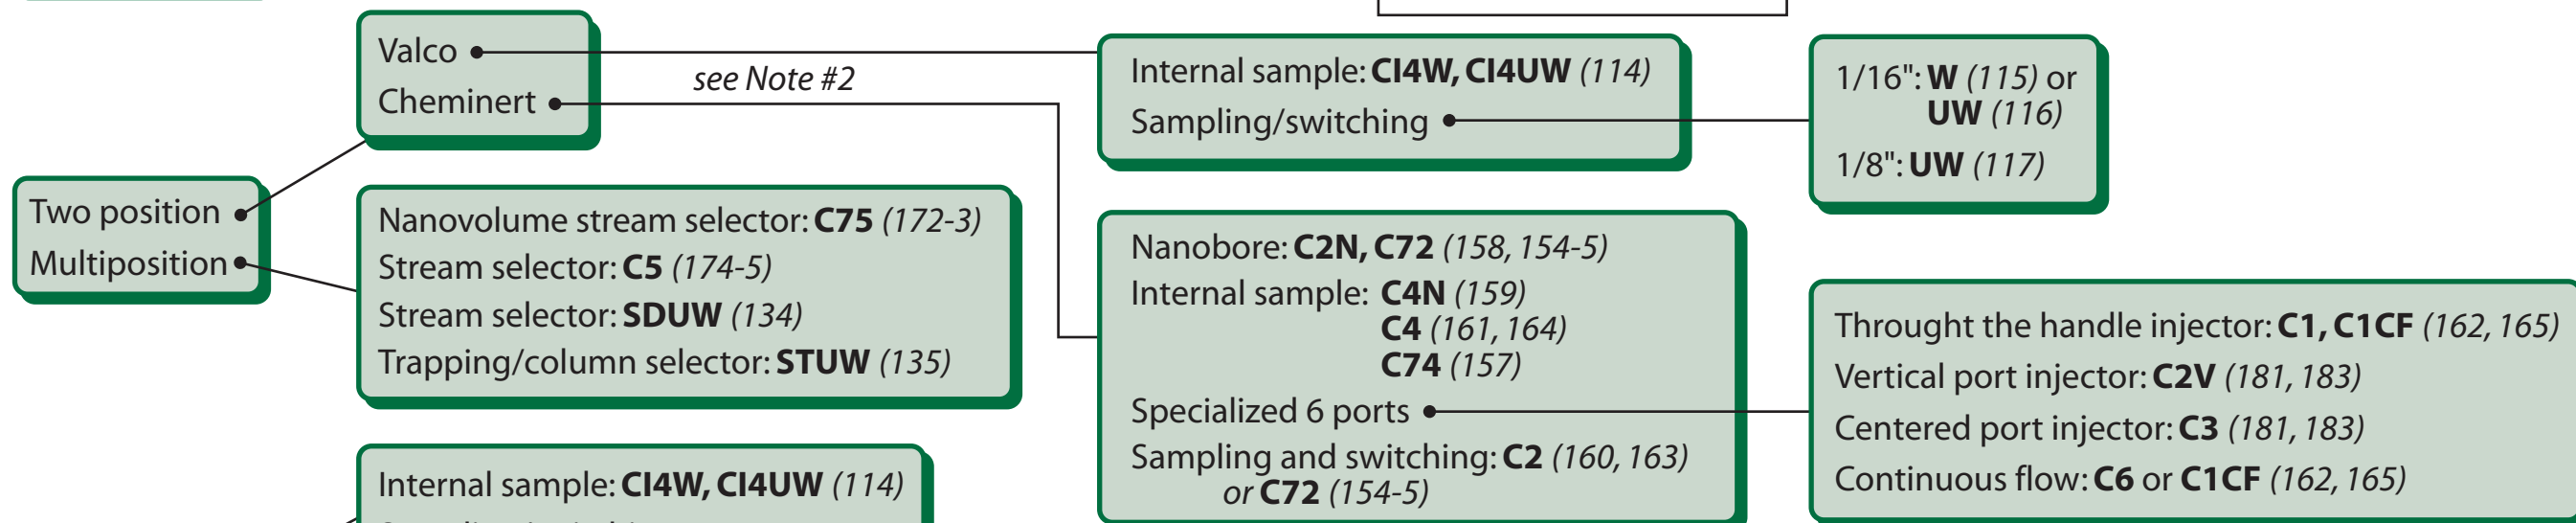 Valco
Cheminert
see Note #2
Internal sample: CI4W, CI4UW (114)
Sampling/switching
1/16": W (115) or
UW (116)
1/8": UW (117)
Two position
Multiposition
Nanovolume stream selector: C75 (172-3)
Stream selector: C5 (174-5)
Stream selector: SDUW (134)
Trapping/column selector: STUW (135)
Nanobore: C2N, C72 (158, 154-5)
Internal sample: C4N (159)
C4 (161, 164)
C74 (157)
Specialized 6 ports
Sampling and switching: C2 (160, 163)
or C72 (154-5)
Throught the handle injector: C1, C1CF (162, 165)
Vertical port injector: C2V (181, 183)
Centered port injector: C3 (181, 183)
Continuous flow: C6 or C1CF (162, 165)
Internal sample: CI4W, CI4UW (114)